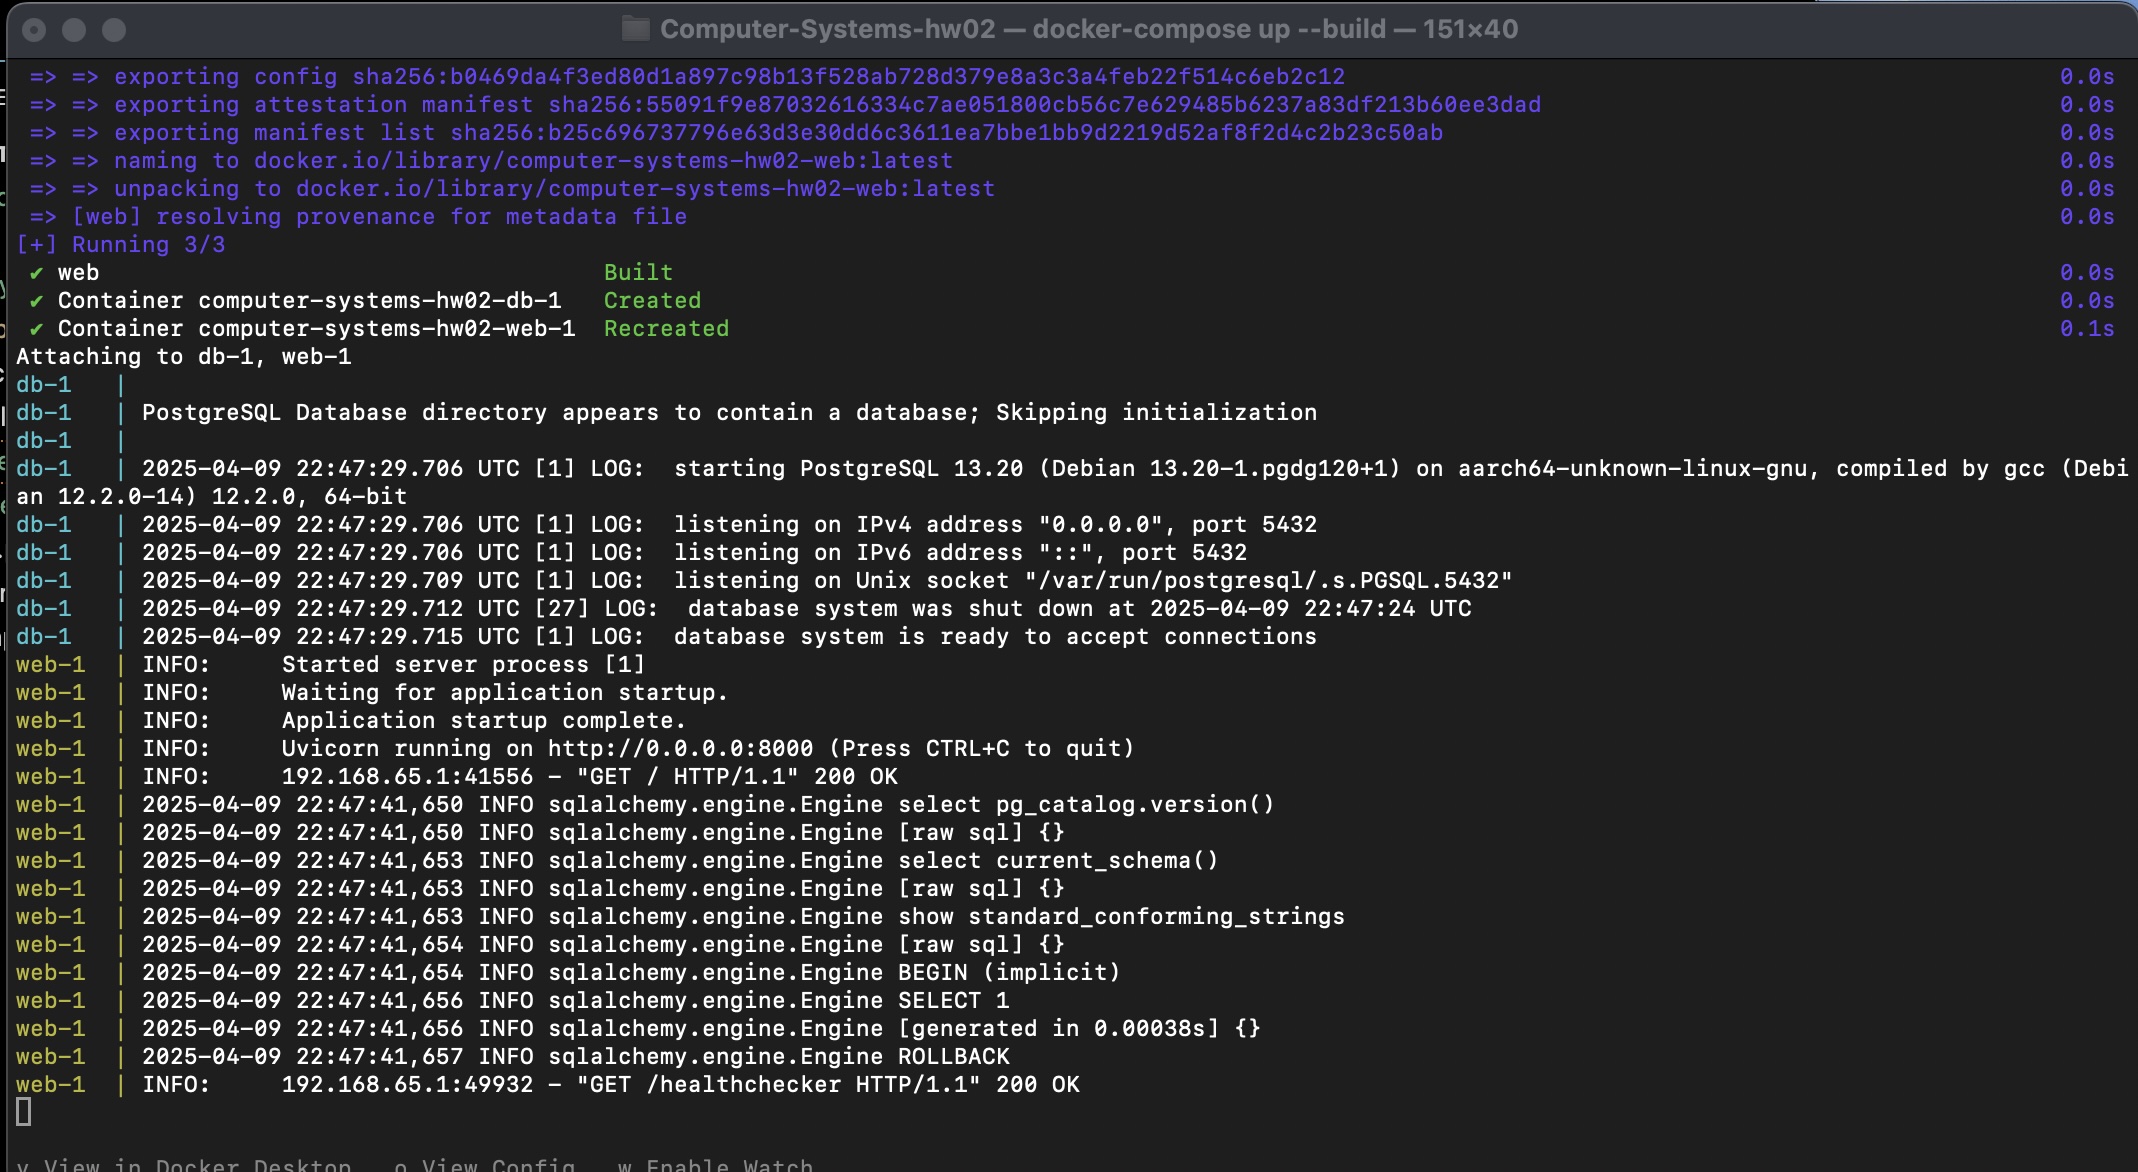 Computer-Systems-hw02 — docker-compose up --build — 151×40
=> => exporting config sha256:b0469da4f3ed80d1a897c98b13f528ab728d379e8a3c3a4feb22f514c6eb2c12 0.0s
=> => exporting attestation manifest sha256:55091f9e87032616334c7ae051800cb56c7e629485b6237a83df213b60ee3dad 0.0s
=> => exporting manifest list sha256:b25c696737796e63d3e30dd6c3611ea7bbe1bb9d2219d52af8f2d4c2b23c50ab 0.0s
=> => naming to docker.io/library/computer-systems-hw02-web:latest 0.0s
=> => unpacking to docker.io/library/computer-systems-hw02-web:latest 0.0s
=> [web] resolving provenance for metadata file 0.0s
[+] Running 3/3
✔ web Built 0.0s
✔ Container computer-systems-hw02-db-1 Created 0.0s
✔ Container computer-systems-hw02-web-1 Recreated 0.1s
Attaching to db-1, web-1
db-1 |
db-1 | PostgreSQL Database directory appears to contain a database; Skipping initialization
db-1 |
db-1 | 2025-04-09 22:47:29.706 UTC [1] LOG: starting PostgreSQL 13.20 (Debian 13.20-1.pgdg120+1) on aarch64-unknown-linux-gnu, compiled by gcc (Debi
an 12.2.0-14) 12.2.0, 64-bit
db-1 | 2025-04-09 22:47:29.706 UTC [1] LOG: listening on IPv4 address "0.0.0.0", port 5432
db-1 | 2025-04-09 22:47:29.706 UTC [1] LOG: listening on IPv6 address "::", port 5432
db-1 | 2025-04-09 22:47:29.709 UTC [1] LOG: listening on Unix socket "/var/run/postgresql/.s.PGSQL.5432"
db-1 | 2025-04-09 22:47:29.712 UTC [27] LOG: database system was shut down at 2025-04-09 22:47:24 UTC
db-1 | 2025-04-09 22:47:29.715 UTC [1] LOG: database system is ready to accept connections
web-1 | INFO: Started server process [1]
web-1 | INFO: Waiting for application startup.
web-1 | INFO: Application startup complete.
web-1 | INFO: Uvicorn running on http://0.0.0.0:8000 (Press CTRL+C to quit)
web-1 | INFO: 192.168.65.1:41556 - "GET / HTTP/1.1" 200 OK
web-1 | 2025-04-09 22:47:41,650 INFO sqlalchemy.engine.Engine select pg_catalog.version()
web-1 | 2025-04-09 22:47:41,650 INFO sqlalchemy.engine.Engine [raw sql] {}
web-1 | 2025-04-09 22:47:41,653 INFO sqlalchemy.engine.Engine select current_schema()
web-1 | 2025-04-09 22:47:41,653 INFO sqlalchemy.engine.Engine [raw sql] {}
web-1 | 2025-04-09 22:47:41,653 INFO sqlalchemy.engine.Engine show standard_conforming_strings
web-1 | 2025-04-09 22:47:41,654 INFO sqlalchemy.engine.Engine [raw sql] {}
web-1 | 2025-04-09 22:47:41,654 INFO sqlalchemy.engine.Engine BEGIN (implicit)
web-1 | 2025-04-09 22:47:41,656 INFO sqlalchemy.engine.Engine SELECT 1
web-1 | 2025-04-09 22:47:41,656 INFO sqlalchemy.engine.Engine [generated in 0.00038s] {}
web-1 | 2025-04-09 22:47:41,657 INFO sqlalchemy.engine.Engine ROLLBACK
web-1 | INFO: 192.168.65.1:49932 - "GET /healthchecker HTTP/1.1" 200 OK
v View in Docker Desktop o View Config w Enable Watch